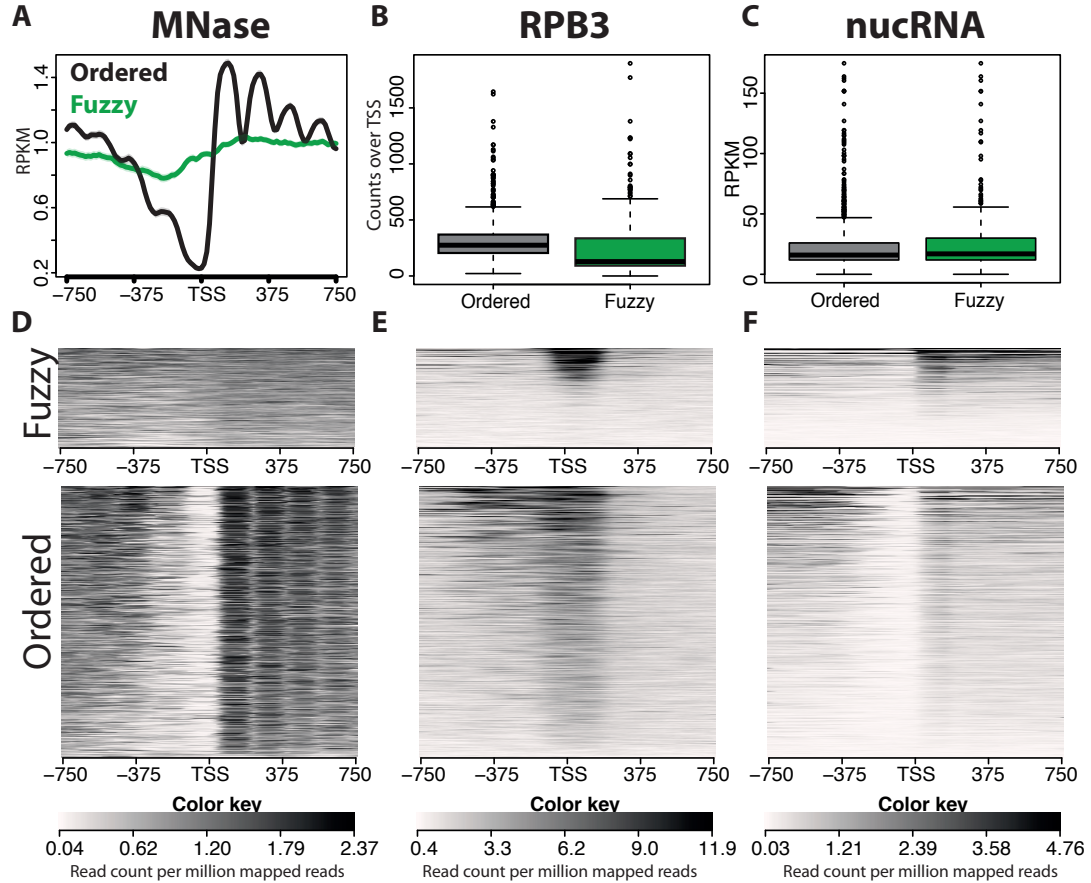 A MNase
B RPB3
C nucRNA
Ordered
Fuzzy
RPKM
0.2 0.6 1.0 1.4
−750 −375 TSS 375 750
Counts over TSS
0 500 1000 1500
Ordered Fuzzy
RPKM
0 50 100 150
Ordered Fuzzy
D E F
Fuzzy
−750 −375 TSS 375 750
−750 −375 TSS 375 750
−750 −375 TSS 375 750
Ordered
−750 −375 TSS 375 750
−750 −375 TSS 375 750
−750 −375 TSS 375 750
Color key Color key Color key
0.04 0.62 1.20 1.79 2.37
0.4 3.3 6.2 9.0 11.9
0.03 1.21 2.39 3.58 4.76
Read count per million mapped reads
Read count per million mapped reads
Read count per million mapped reads